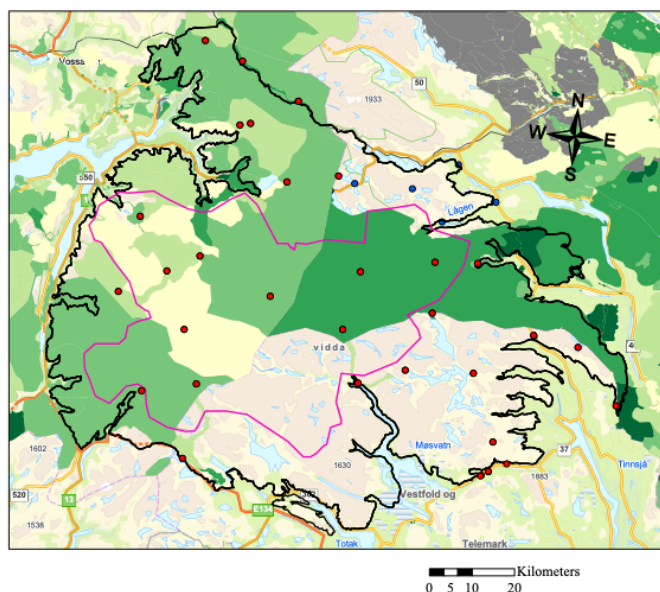 Vossa
50
1933
N
W E
S
50
Lågen
4
vidda
1602
Møsvatn
37
520
1630
Tinnsjå
13
Vestfold og
1883
E134
1538
Totak
Telemark
Kilometers
0 5 10 20